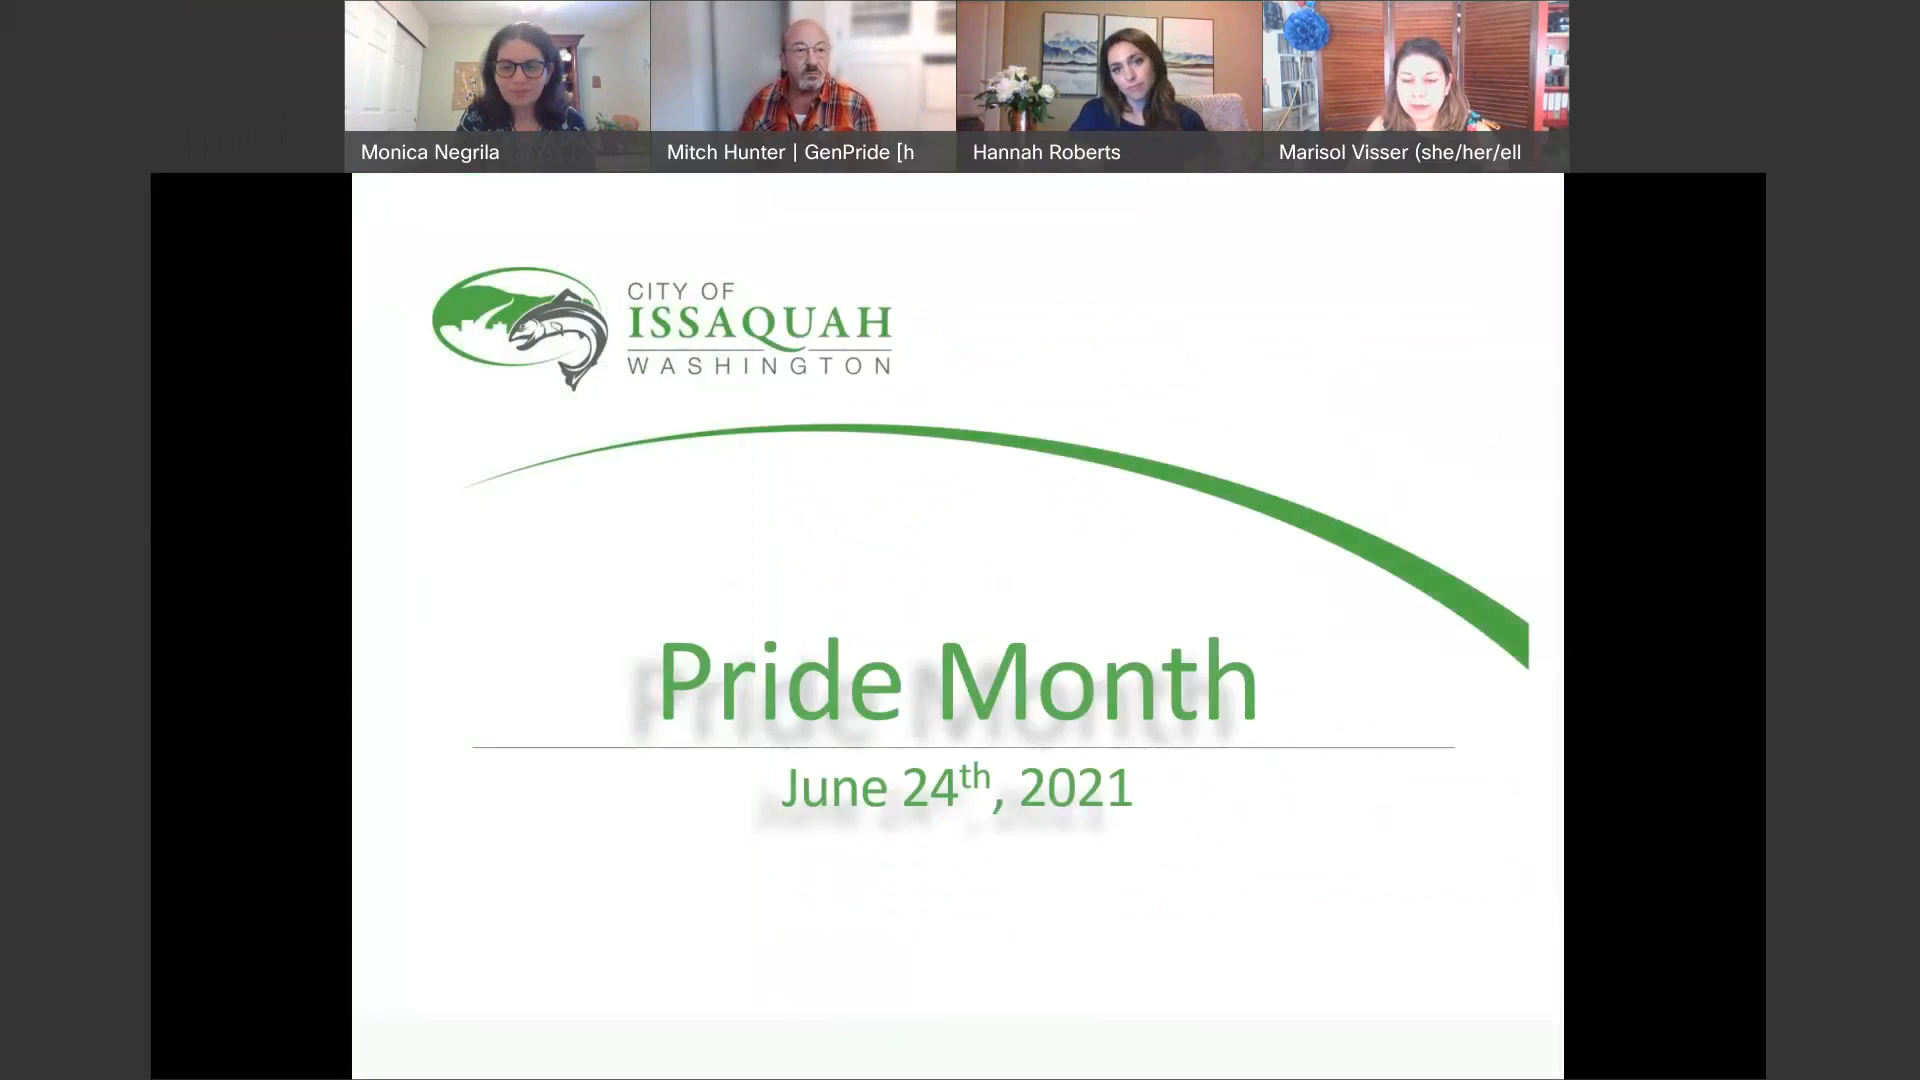 Monica Negrila
Mitch Hunter | GenPride [h
Hannah Roberts
Marisol Visser (she/her/ell
CITY OF
ISSAQUAH
WASHINGTON
Pride Month
June 24th, 2021